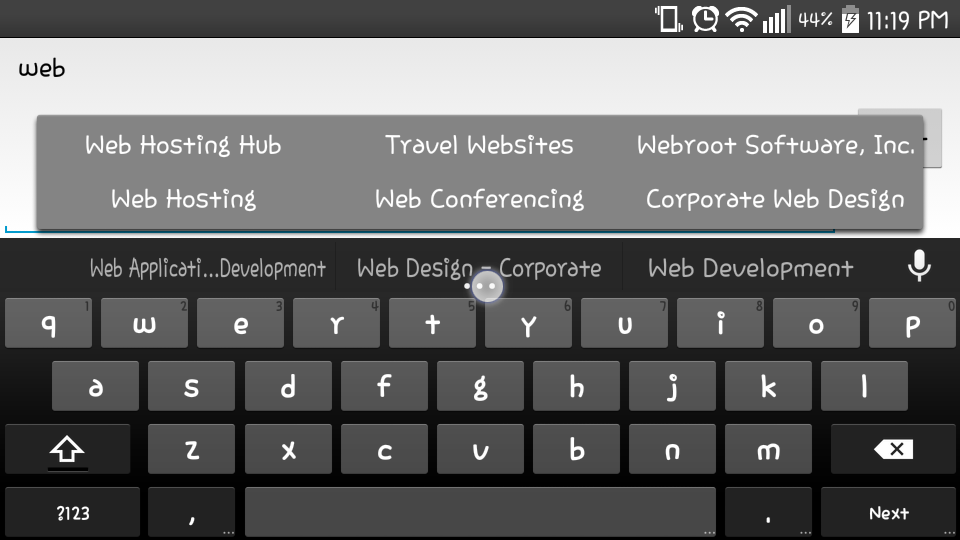 44% 11:19 PM
web
Web Hosting Hub Travel Websites Webroot Software, Inc.
Web Hosting Web Conferencing Corporate Web Design
Web Applicati...Development Web Design - Corporate Web Development
1 2 3 4 5 6 7 8 9 0
q w e r t y u i o p
a s d f g h j k l
z x c v b n m
?123 , ... ... . ... Next ...